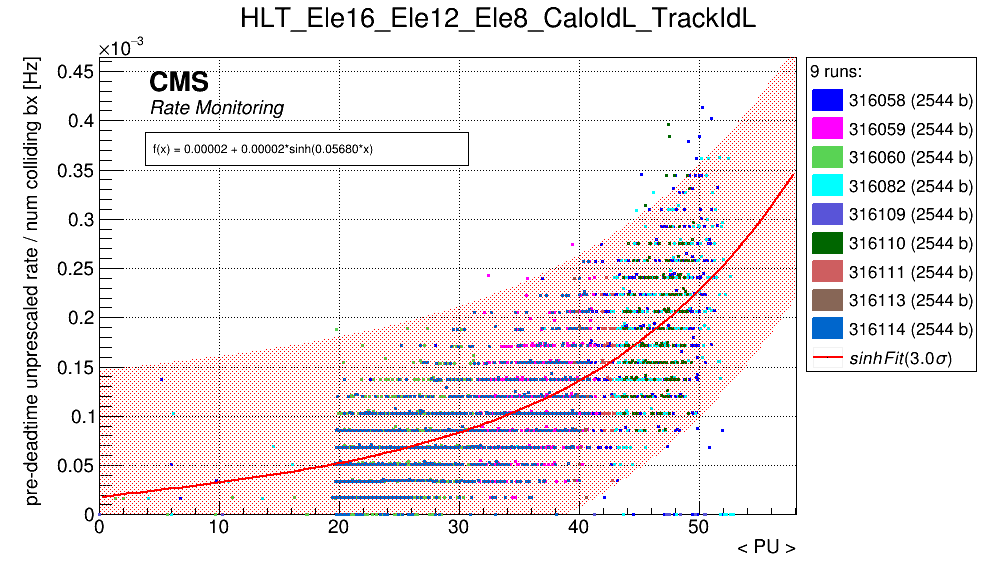 HLT_Ele16_Ele12_Ele8_CaloIdL_TrackIdL
×10⁻³
pre-deadtime unprescaled rate / num colliding bx [Hz]
0.45
0.4
0.35
0.3
0.25
0.2
0.15
0.1
0.05
0
CMS
Rate Monitoring
f(x) = 0.00002 + 0.00002*sinh(0.05680*x)
0 10 20 30 40 50
< PU >
9 runs:
316058 (2544 b)
316059 (2544 b)
316060 (2544 b)
316082 (2544 b)
316109 (2544 b)
316110 (2544 b)
316111 (2544 b)
316113 (2544 b)
316114 (2544 b)
sinhFit(3.0σ)